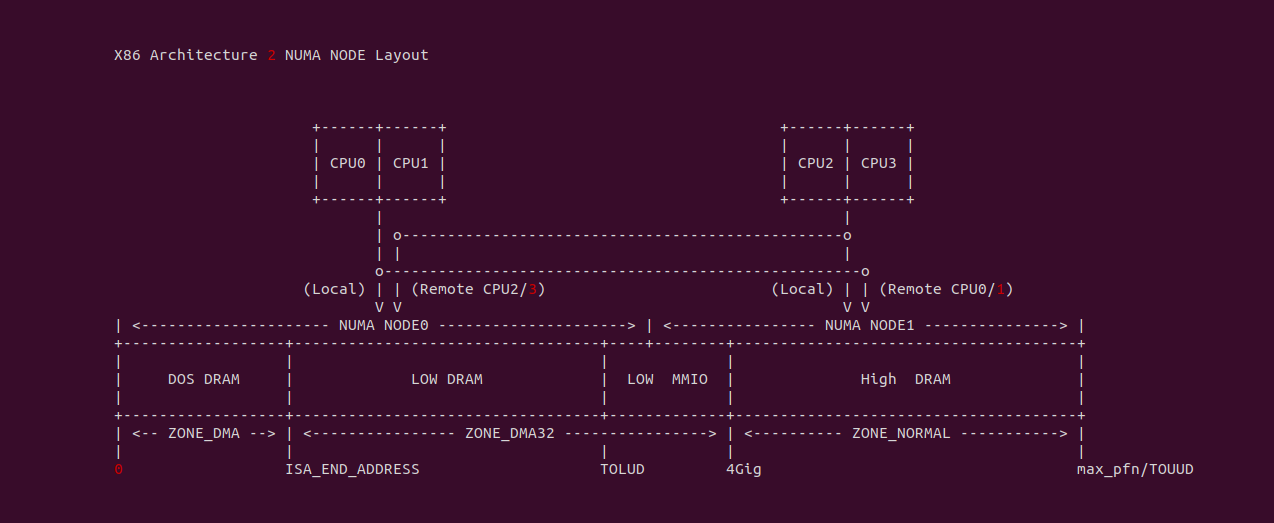 X86 Architecture 2 NUMA NODE Layout
CPU0 CPU1 CPU2 CPU3
(Local) (Remote CPU2/3) (Local) (Remote CPU0/1)
NUMA NODE0 NUMA NODE1
DOS DRAM LOW DRAM LOW MMIO High DRAM
ZONE_DMA ZONE_DMA32 ZONE_NORMAL
0 ISA_END_ADDRESS TOLUD 4Gig max_pfn/TOUUD